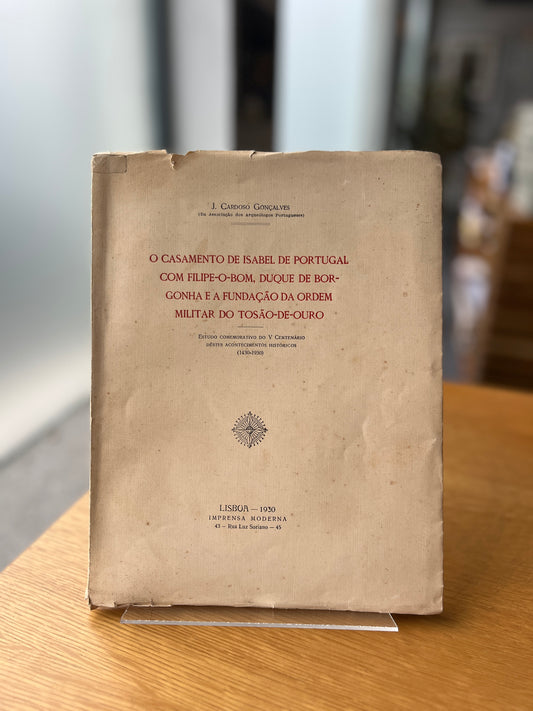 J. Cardoso Gonçalves
(Da Associação dos Arqueólogos Portugueses)
O CASAMENTO DE ISABEL DE PORTUGAL
COM FILIPE-O-BOM, DUQUE DE BOR-
GONHA E A FUNDAÇÃO DA ORDEM
MILITAR DO TOSÃO-DE-OURO
Estudo comemorativo do V Centenário
dêstes acontecimentos históricos
(1430-1930)
LISBOA — 1930
IMPRENSA MODERNA
43 — Rua Luz Soriano — 45